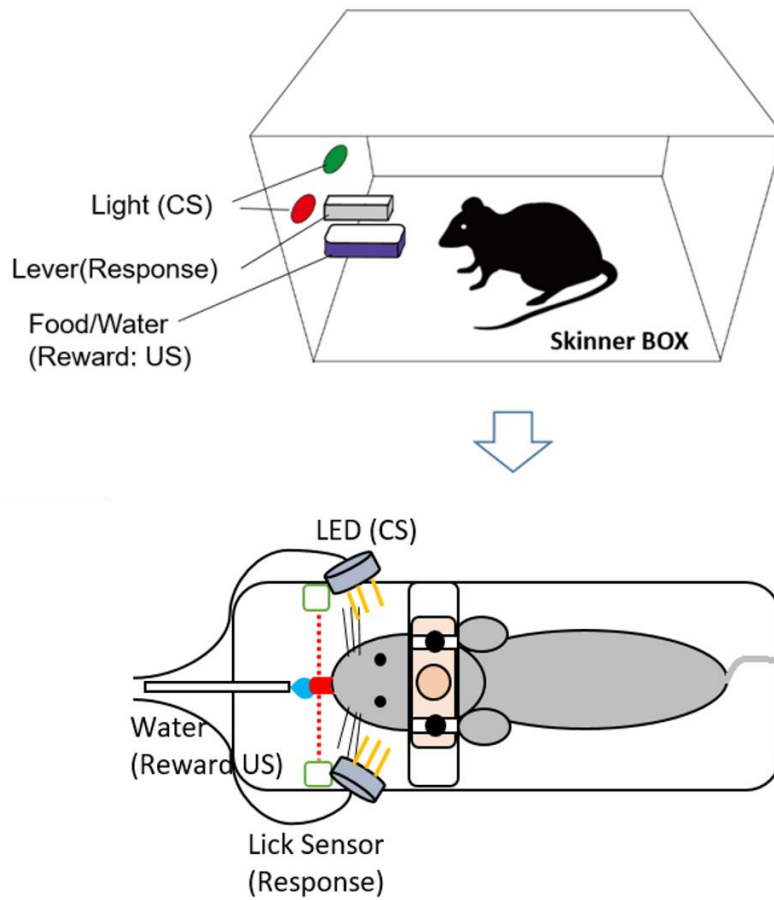 Light (CS)
Lever(Response)
Food/Water
(Reward: US)
Skinner BOX
LED (CS)
Water
(Reward US)
Lick Sensor
(Response)